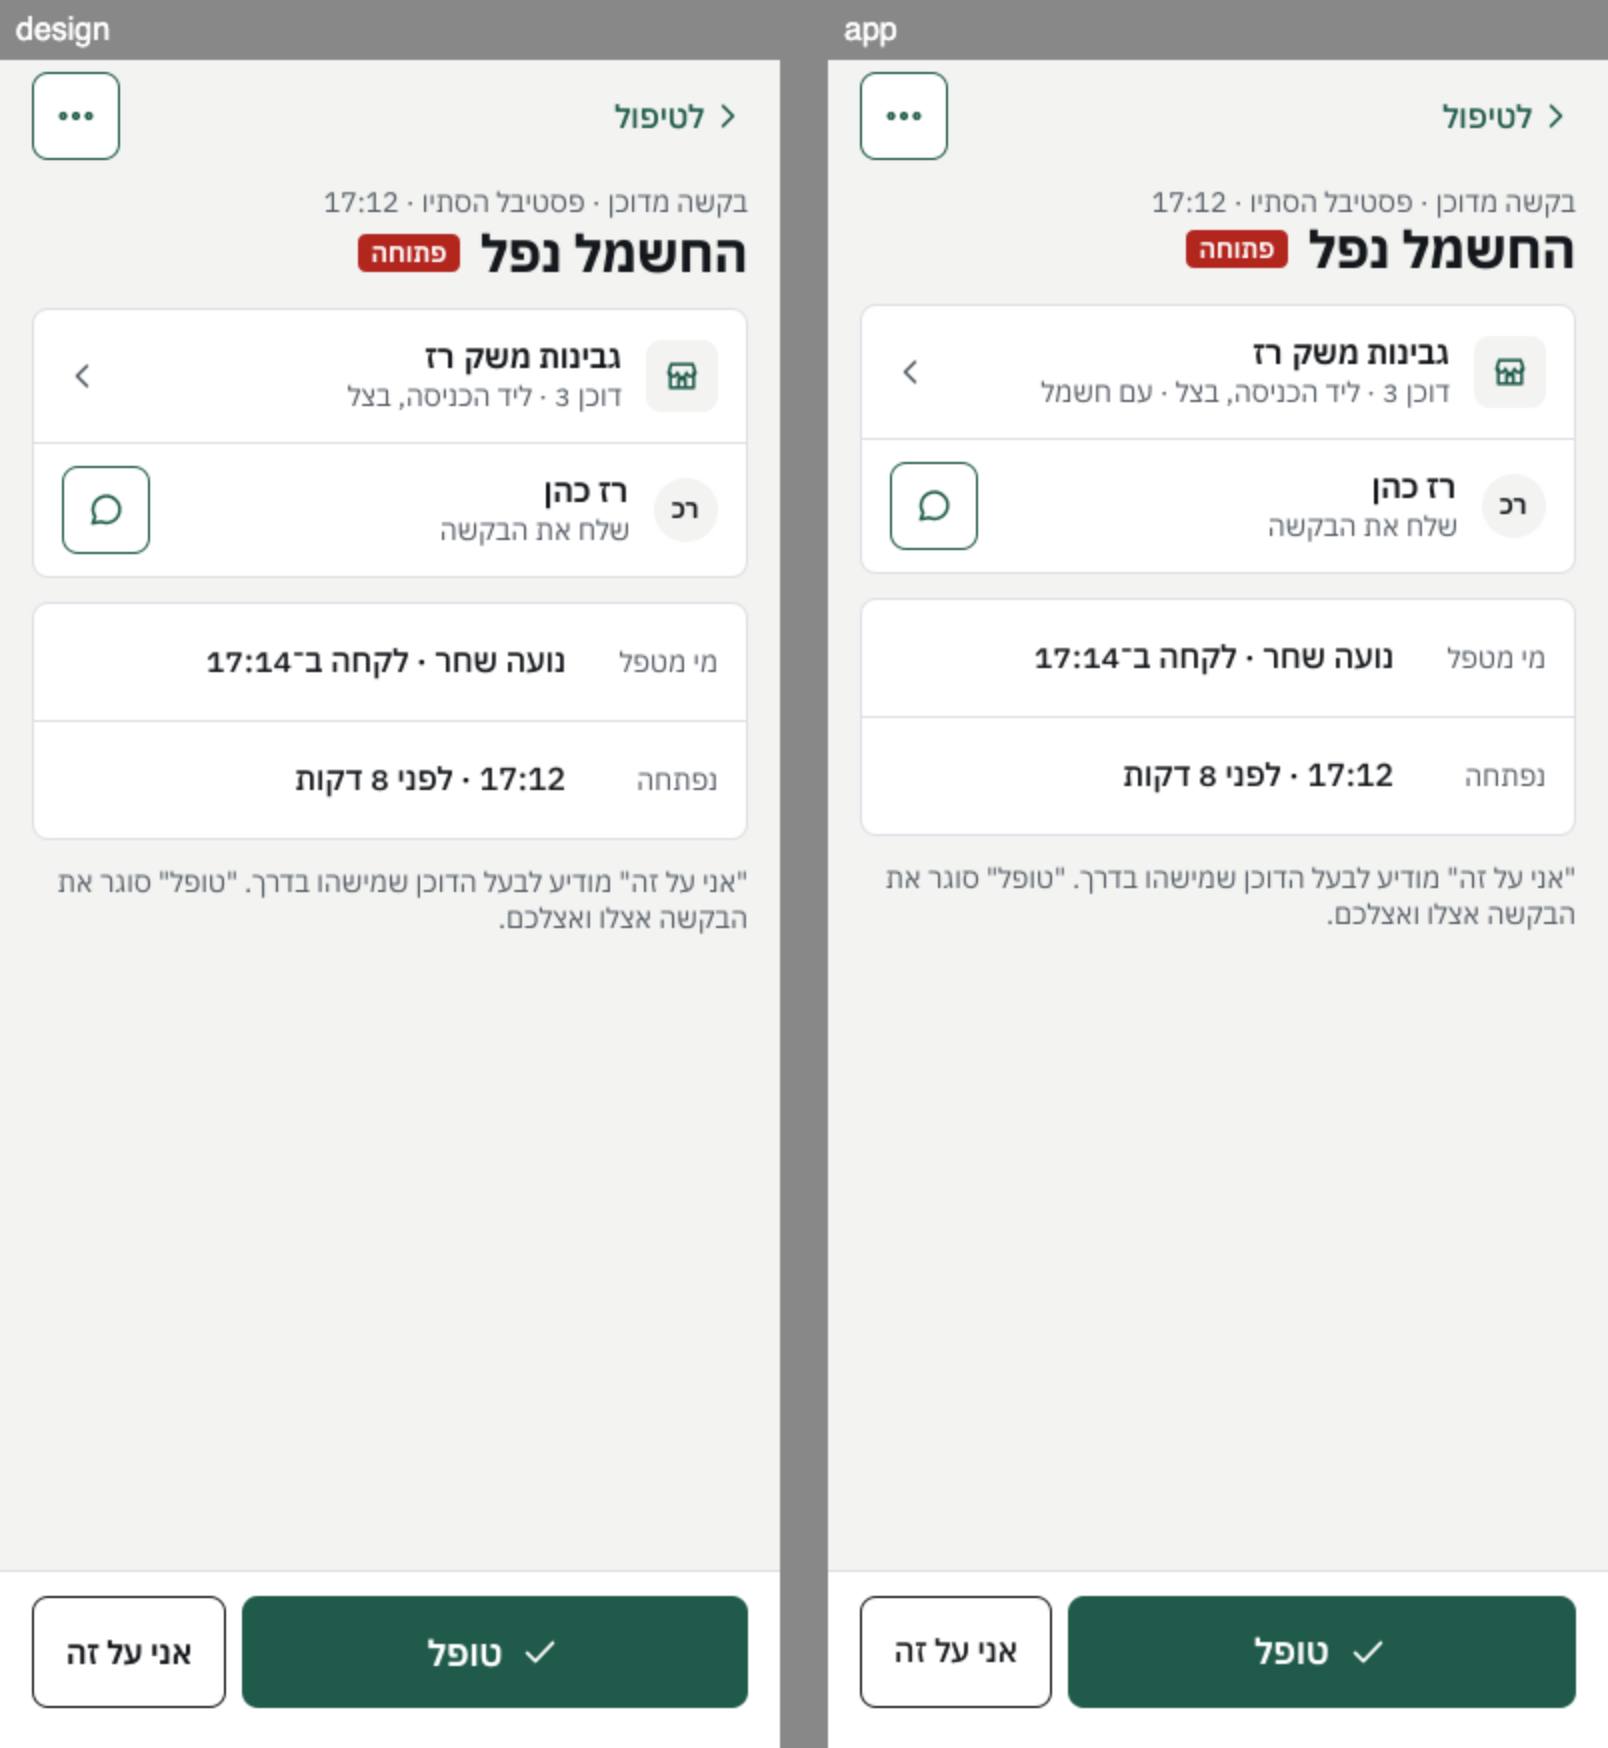 design
לטיפול
בקשה מדוכן · פסטיבל הסתיו · 17:12
החשמל נפל פתוחה
גבינות משק רז
דוכן 3 · ליד הכניסה, בצל
רכ
רז כהן
שלח את הבקשה
מי מטפל נועה שחר · לקחה ב־17:14
נפתחה 17:12 · לפני 8 דקות
"אני על זה" מודיע לבעל הדוכן שמישהו בדרך. "טופל" סוגר את
הבקשה אצלו ואצלכם.
טופל
אני על זה
app
לטיפול
בקשה מדוכן · פסטיבל הסתיו · 17:12
החשמל נפל פתוחה
גבינות משק רז
דוכן 3 · ליד הכניסה, בצל · עם חשמל
רכ
רז כהן
שלח את הבקשה
מי מטפל נועה שחר · לקחה ב־17:14
נפתחה 17:12 · לפני 8 דקות
"אני על זה" מודיע לבעל הדוכן שמישהו בדרך. "טופל" סוגר את
הבקשה אצלו ואצלכם.
טופל
אני על זה